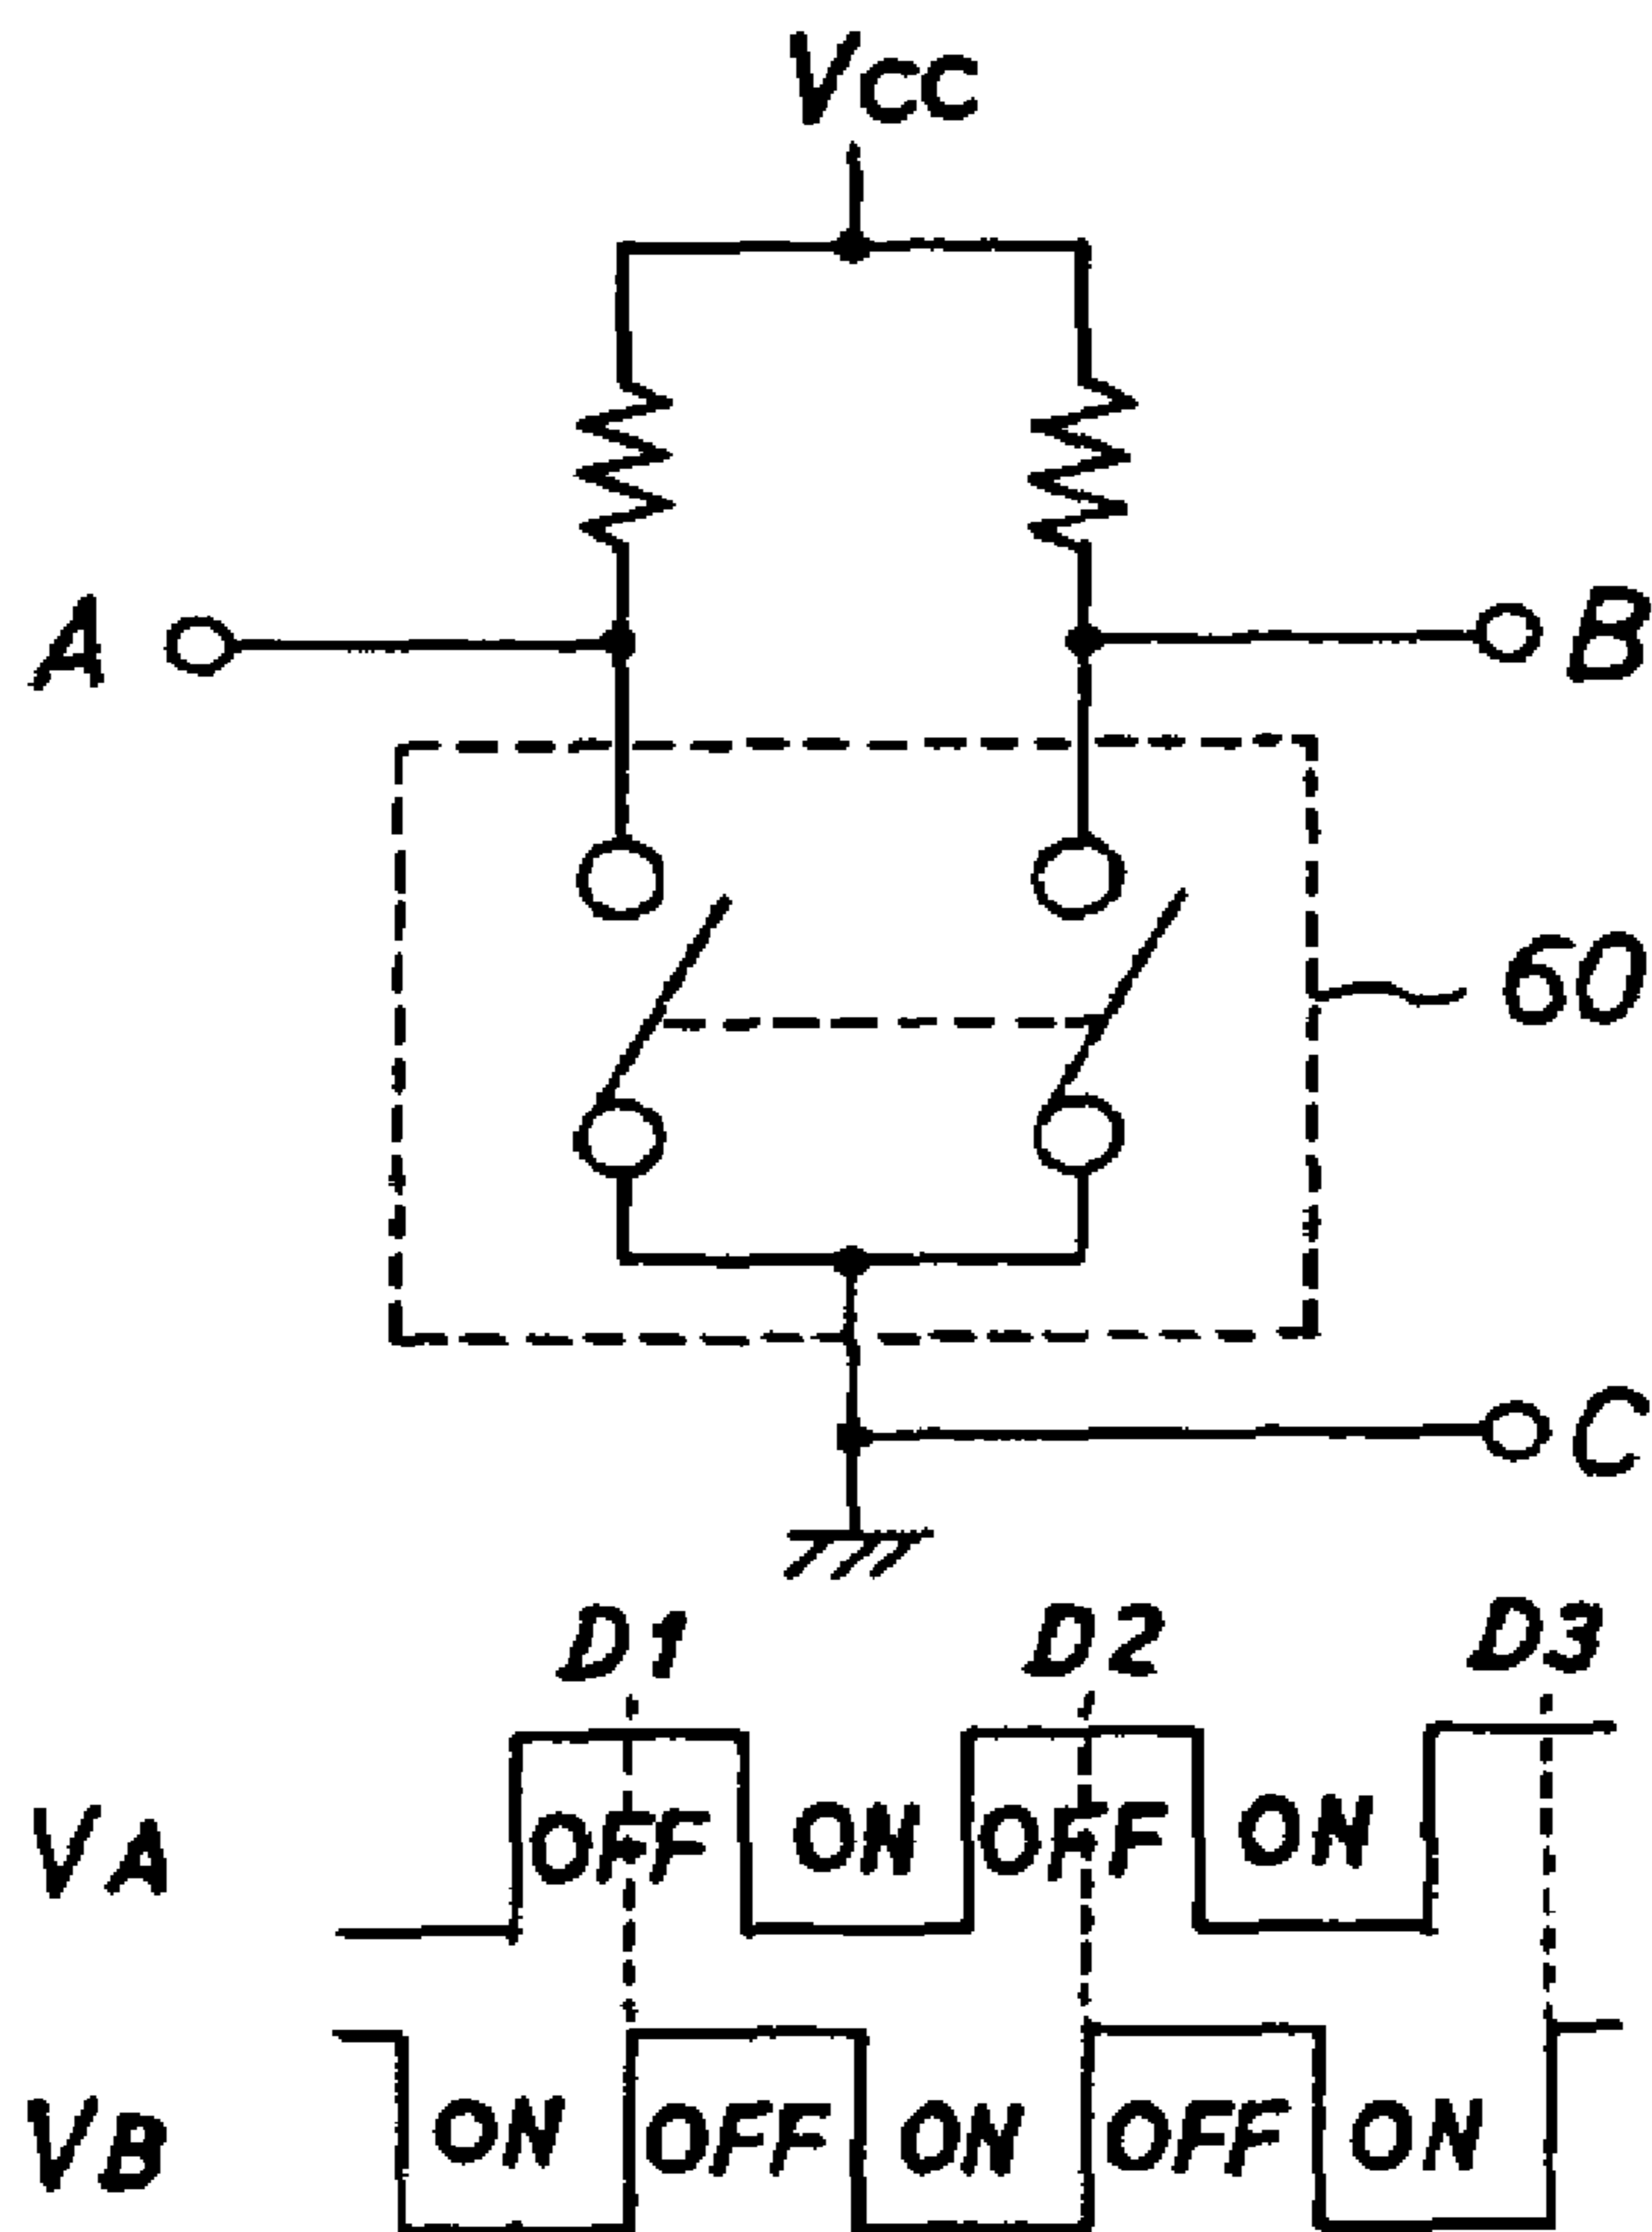 Vcc
A
B
60
C
D1 D2 D3
VA OFF ON OFF ON
VB ON OFF ON OFF ON